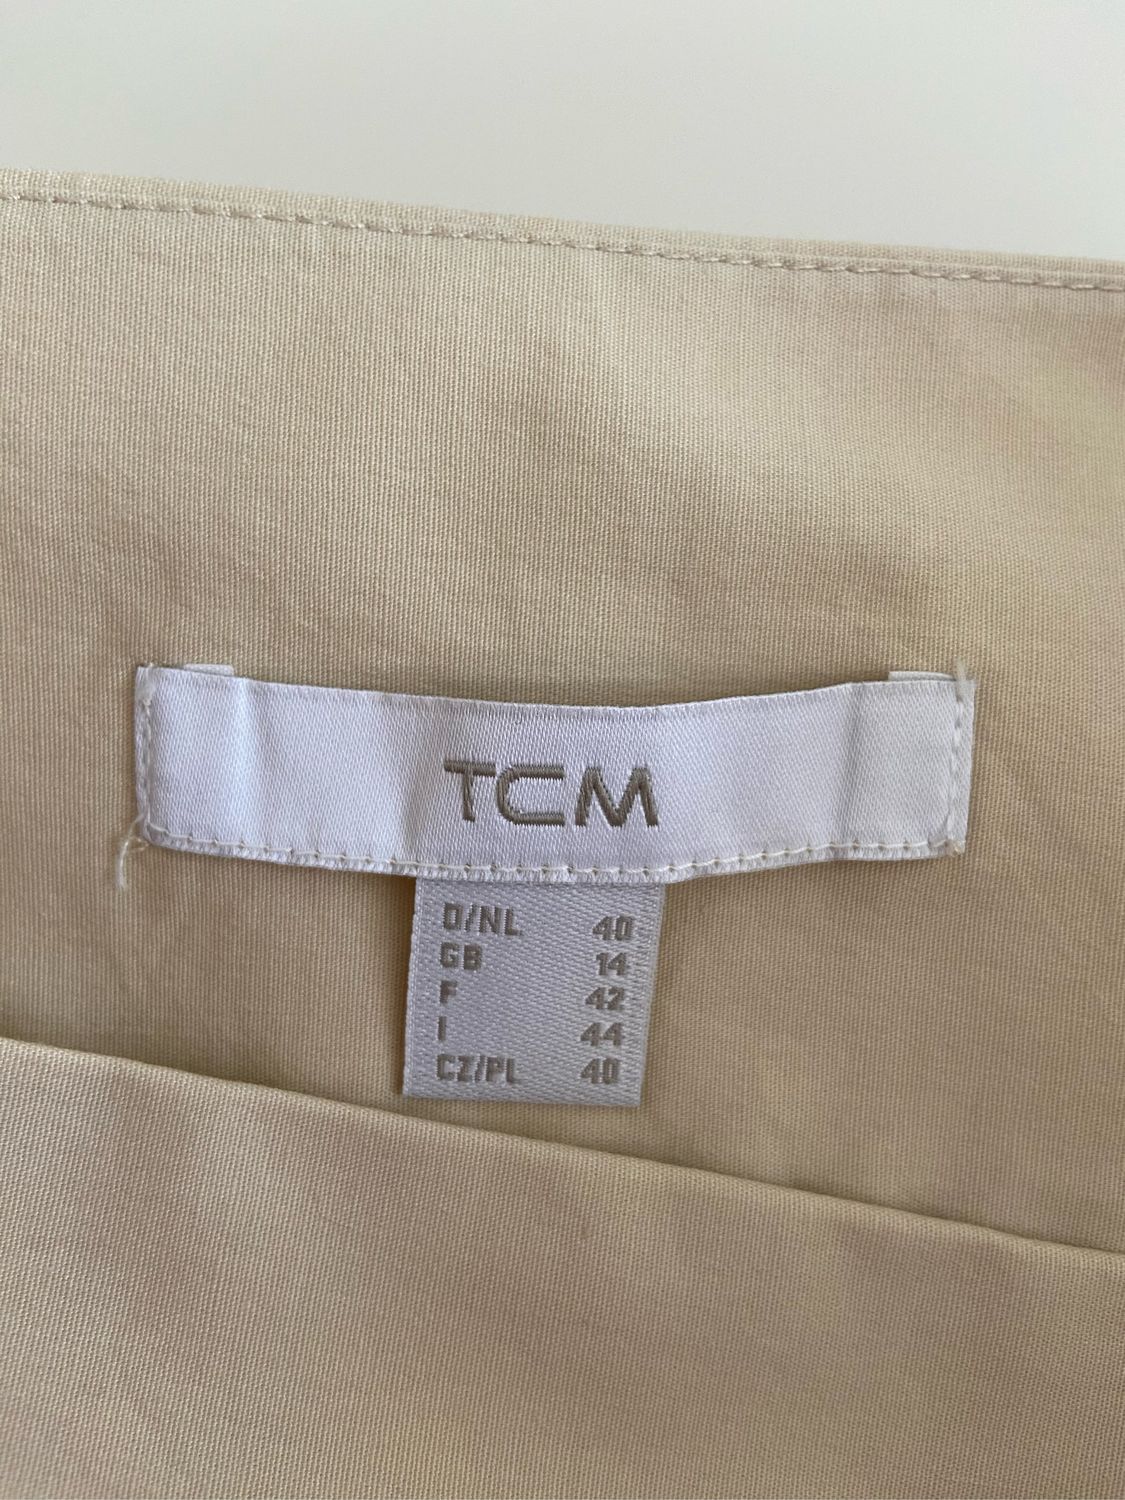 TCM
D/NL 40
GB 14
F 42
I 44
CZ/PL 40